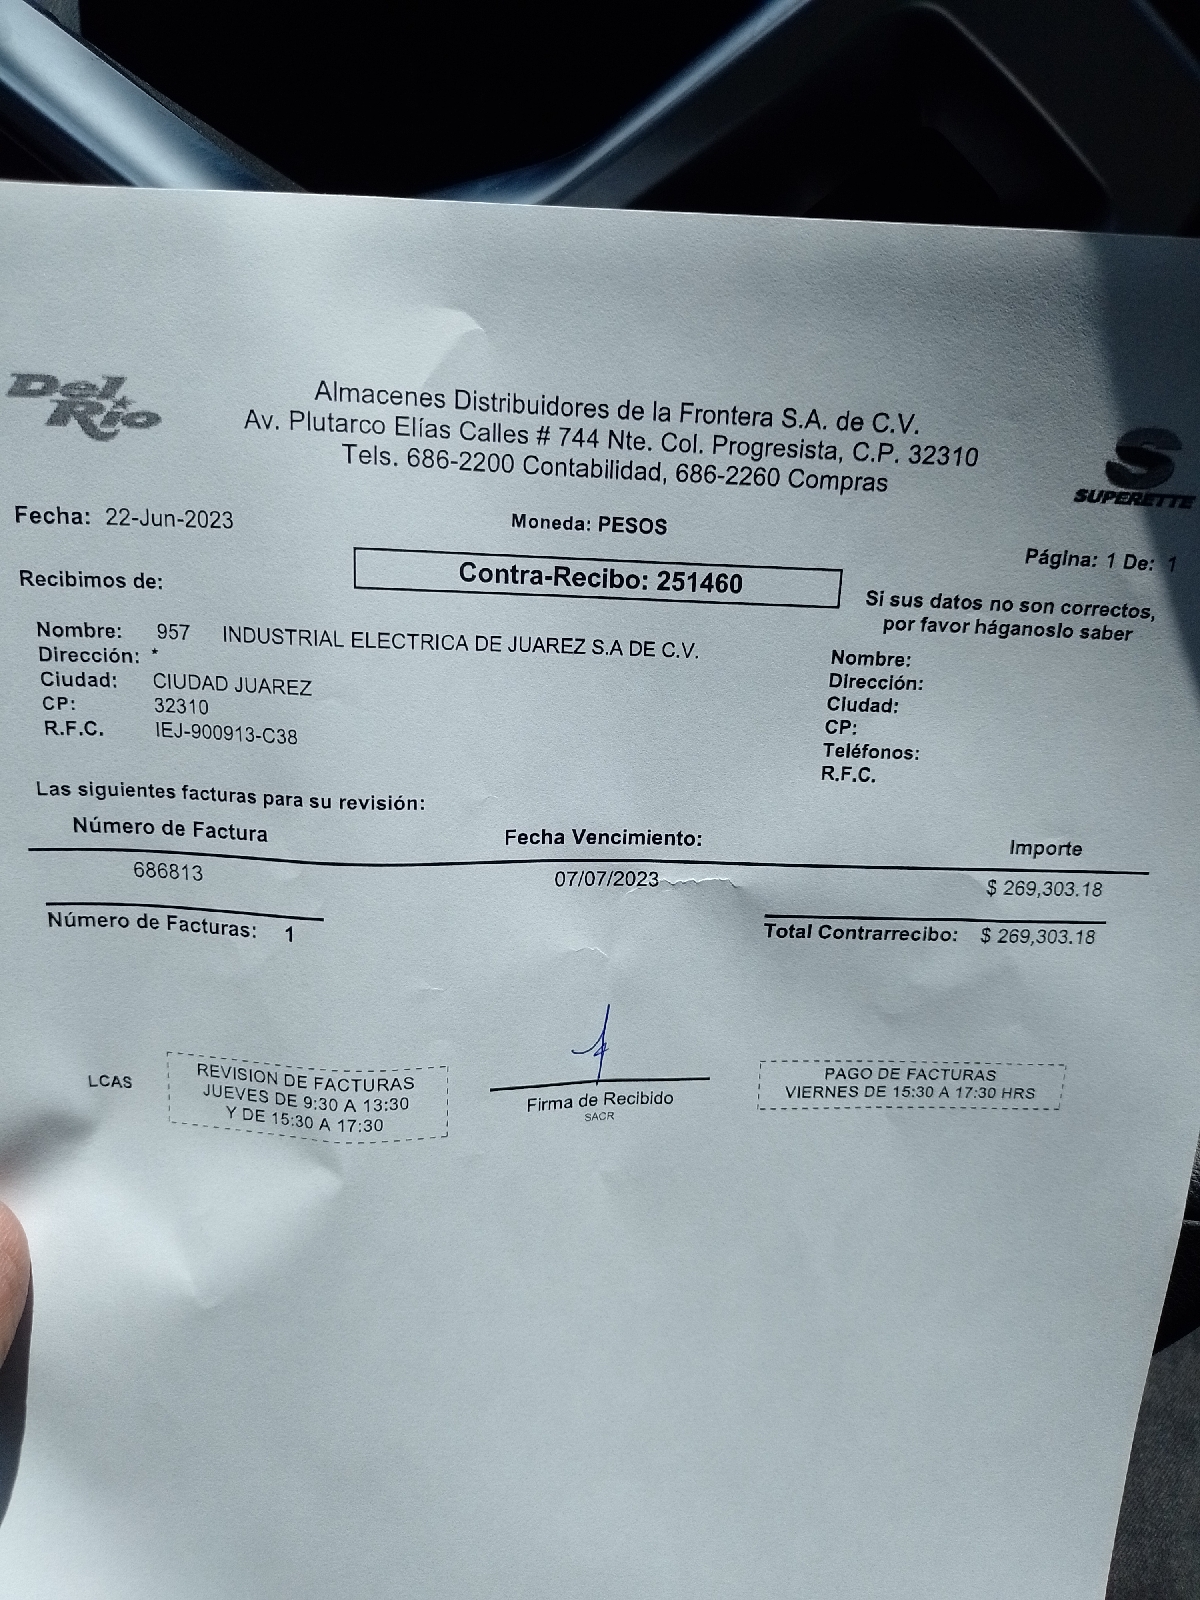 Del Rio
Almacenes Distribuidores de la Frontera S.A. de C.V.
Av. Plutarco Elías Calles # 744 Nte. Col. Progresista, C.P. 32310
Tels. 686-2200 Contabilidad, 686-2260 Compras
S
SUPERETTE
Fecha: 22-Jun-2023
Moneda: PESOS
Página: 1 De: 1
Contra-Recibo: 251460
Recibimos de:
Si sus datos no son correctos,
por favor háganoslo saber
Nombre: 957 INDUSTRIAL ELECTRICA DE JUAREZ S.A DE C.V.
Dirección: *
Ciudad: CIUDAD JUAREZ
CP: 32310
R.F.C. IEJ-900913-C38
Nombre:
Dirección:
Ciudad:
CP:
Teléfonos:
R.F.C.
Las siguientes facturas para su revisión:
Número de Factura Fecha Vencimiento: Importe
686813 07/07/2023 $ 269,303.18
Número de Facturas: 1 Total Contrarrecibo: $ 269,303.18
LCAS
REVISION DE FACTURAS
JUEVES DE 9:30 A 13:30
Y DE 15:30 A 17:30
Firma de Recibido
SACR
PAGO DE FACTURAS
VIERNES DE 15:30 A 17:30 HRS